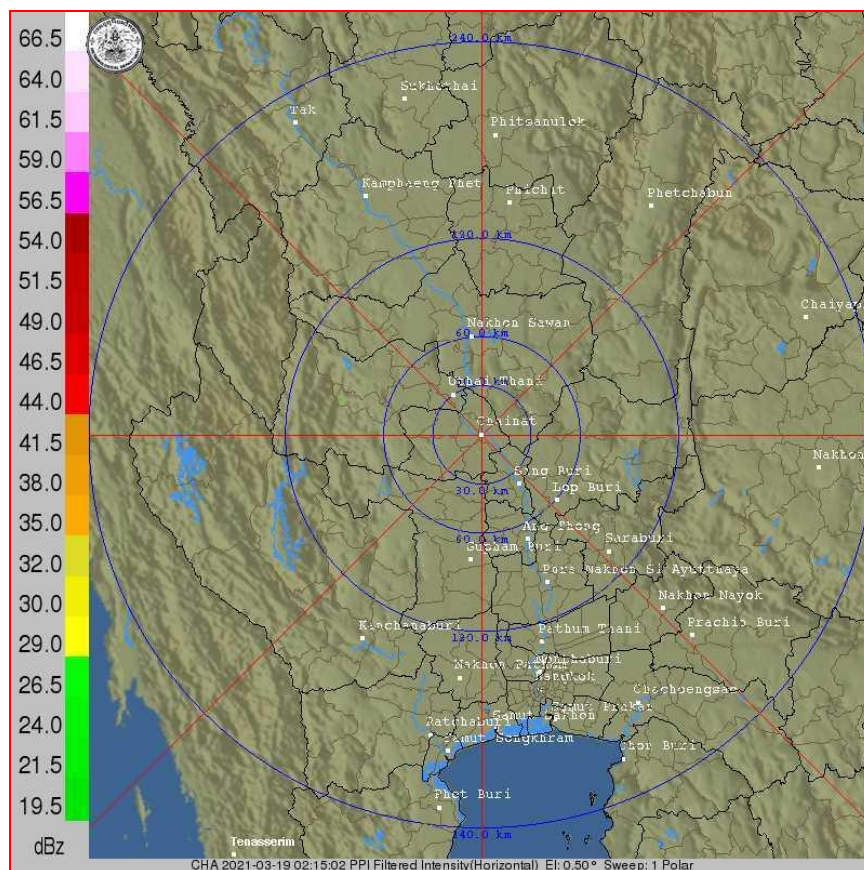 66.5
64.0
61.5
59.0
56.5
54.0
51.5
49.0
46.5
44.0
41.5
38.0
35.0
32.0
30.0
29.0
26.5
24.0
21.5
19.5
dBz
240.0 km
Sukhothai
Tak
Phitsanulok
Kamphaeng Phet
Phichit
Phetchabun
120.0 km
Chaiyap
Nakhon Sawan
60.0 km
Uthai Thani
Chainat
Nakhon
Sing Buri
30.0 km
Lop Buri
Ang Thong
60.0 km
Saraburi
Pora Nakhon Si Ayutthaya
Nakhon Nayok
Kanchanaburi
120.0 km
Pathum Thani
Prachin Buri
Nakhon Pathom
Chachoengsao
Samut Prakan
Samut Sakhon
Ratchaburi
Samut Songkhram
Chon Buri
Phet Buri
240.0 km
Tenasserim
CHA 2021-03-19 02:15:02 PPI Filtered Intensity(Horizontal) El: 0.50° Sweep: 1 Polar